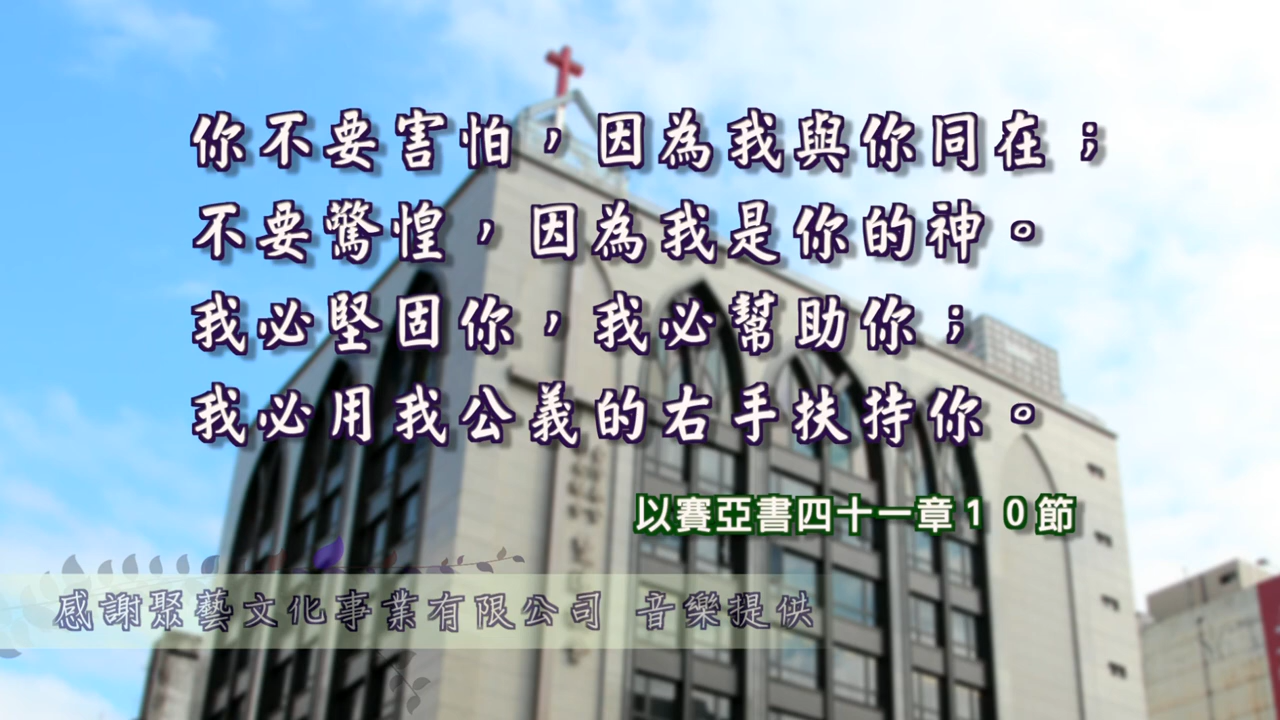 你不要害怕，因為我與你同在；
不要驚惶，因為我是你的神。
我必堅固你，我必幫助你；
我必用我公義的右手扶持你。
以賽亞書四十一章１０節
感謝聚藝文化事業有限公司 音樂提供